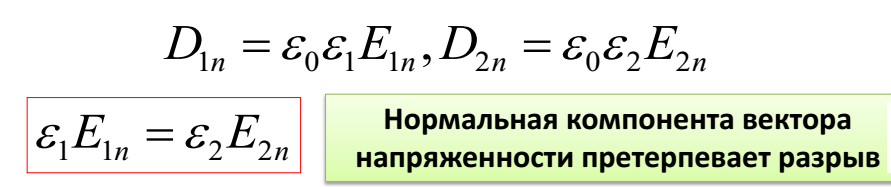 D₁ₙ = ε₀ε₁E₁ₙ, D₂ₙ = ε₀ε₂E₂ₙ
ε₁E₁ₙ = ε₂E₂ₙ
Нормальная компонента вектора
напряженности претерпевает разрыв